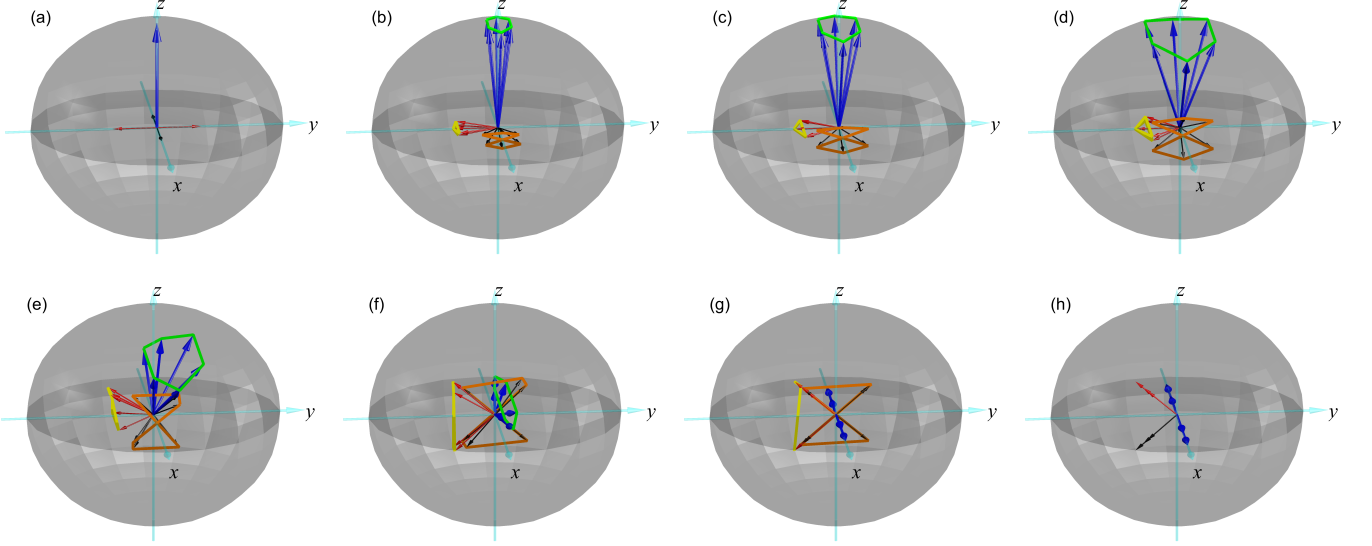 (a) z y x
(b) z y x
(c) z y x
(d) z y x
(e) z y x
(f) z y x
(g) z y x
(h) z y x